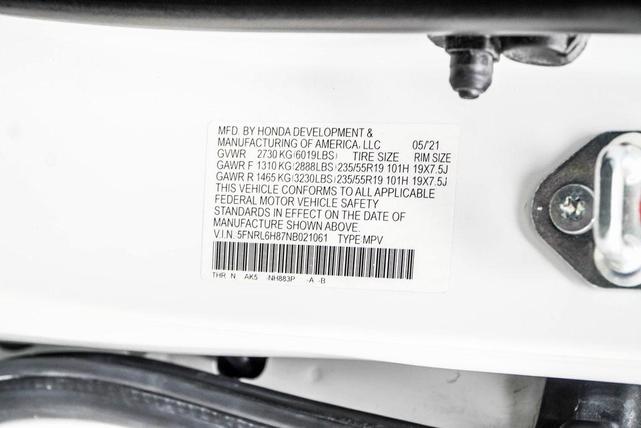 MFD. BY HONDA DEVELOPMENT &
MANUFACTURING OF AMERICA, LLC 05/'21
GVWR 2730 KG(6019LBS) TIRE SIZE RIM SIZE
GAWR F 1310 KG(2888LBS) 235/55R19 101H 19X7.5J
GAWR R 1465 KG(3230LBS) 235/55R19 101H 19X7.5J
THIS VEHICLE CONFORMS TO ALL APPLICABLE
FEDERAL MOTOR VEHICLE SAFETY
STANDARDS IN EFFECT ON THE DATE OF
MANUFACTURE SHOWN ABOVE.
V.I.N. 5FNRL6H87NB021061 TYPE:MPV
THR N AK5 NH883P -A -B